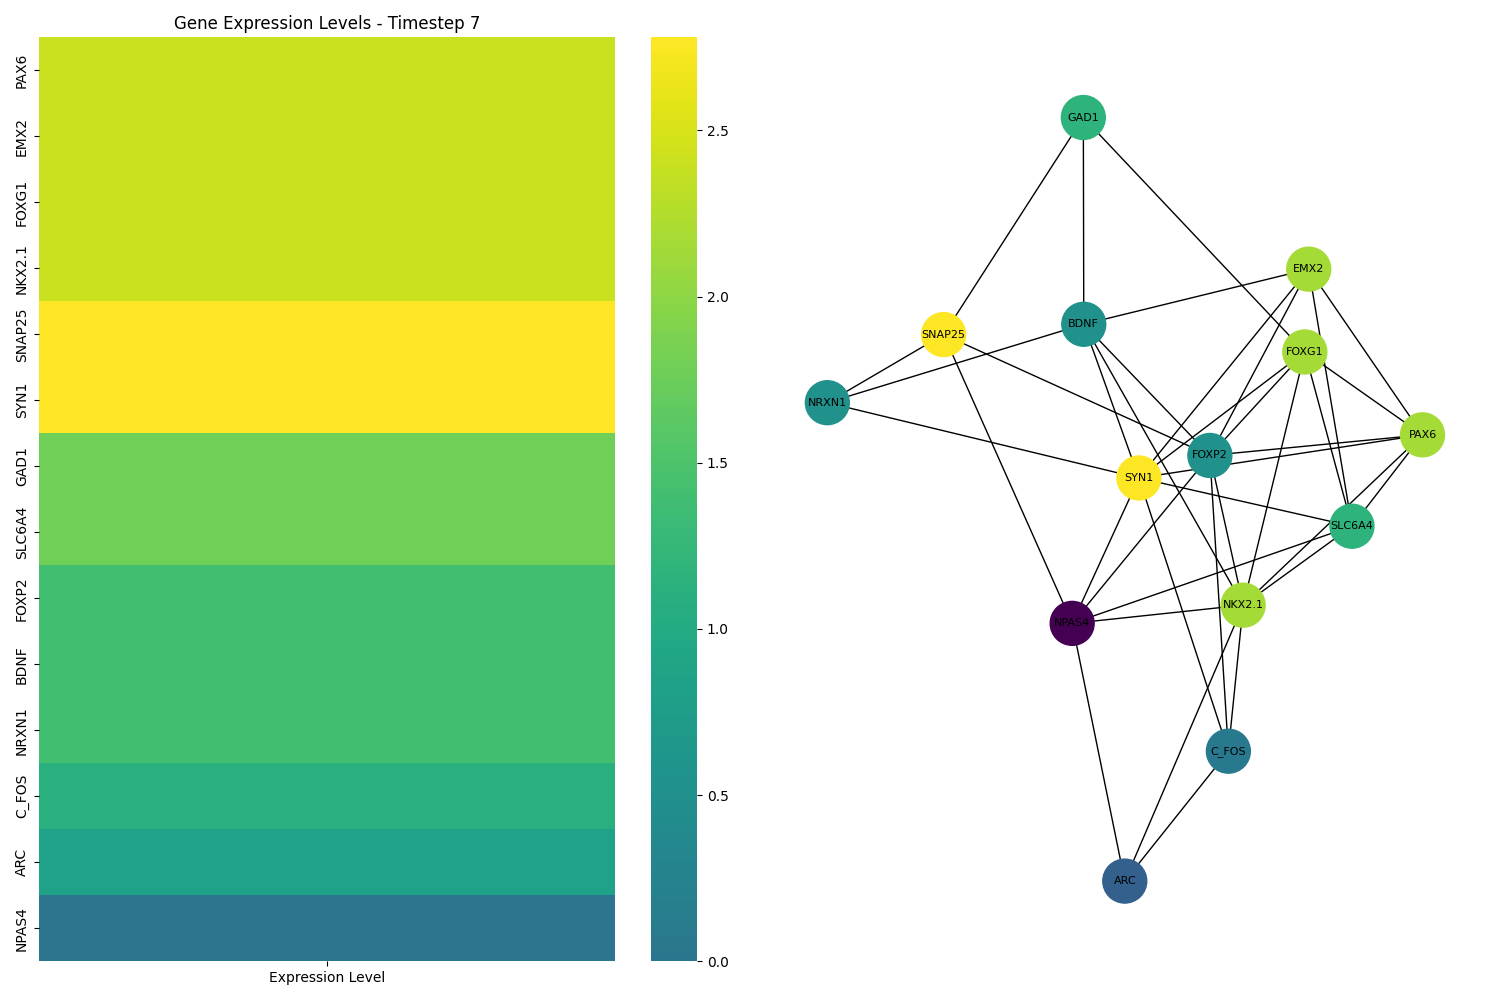 Gene Expression Levels - Timestep 7
PAX6
EMX2
FOXG1
NKX2.1
SNAP25
SYN1
GAD1
SLC6A4
FOXP2
BDNF
NRXN1
C_FOS
ARC
NPAS4
Expression Level
2.5
2.0
1.5
1.0
0.5
0.0
GAD1
EMX2
BDNF
SNAP25
FOXG1
NRXN1
PAX6
FOXP2
SYN1
SLC6A4
NKX2.1
NPAS4
C_FOS
ARC